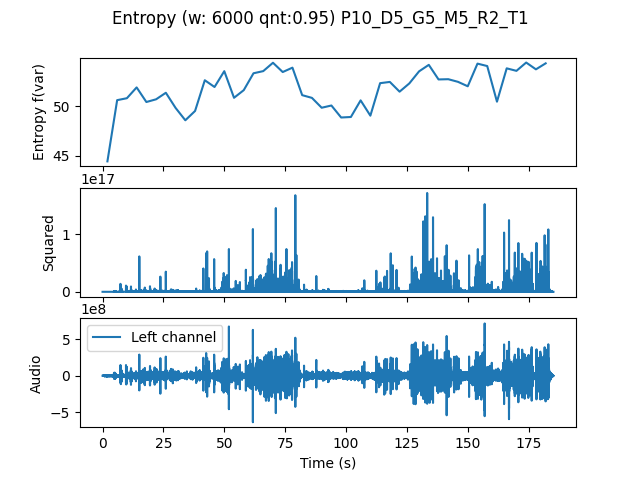 Entropy (w: 6000 qnt:0.95) P10_D5_G5_M5_R2_T1
Entropy f(var)
50
45
1e17
Squared
1
0
1e8
Audio
5
0
−5
Left channel
0 25 50 75 100 125 150 175
Time (s)